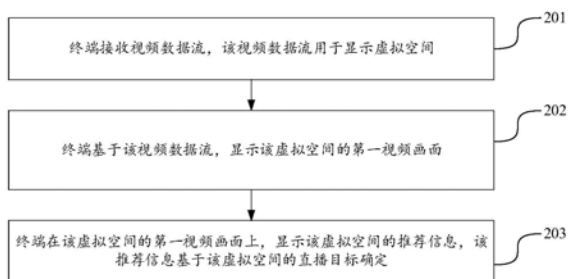 201
终端接收视频数据流，该视频数据流用于显示虚拟空间
202
终端基于该视频数据流，显示该虚拟空间的第一视频画面
203
终端在该虚拟空间的第一视频画面上，显示该虚拟空间的推荐信息，该
推荐信息基于该虚拟空间的直播目标确定